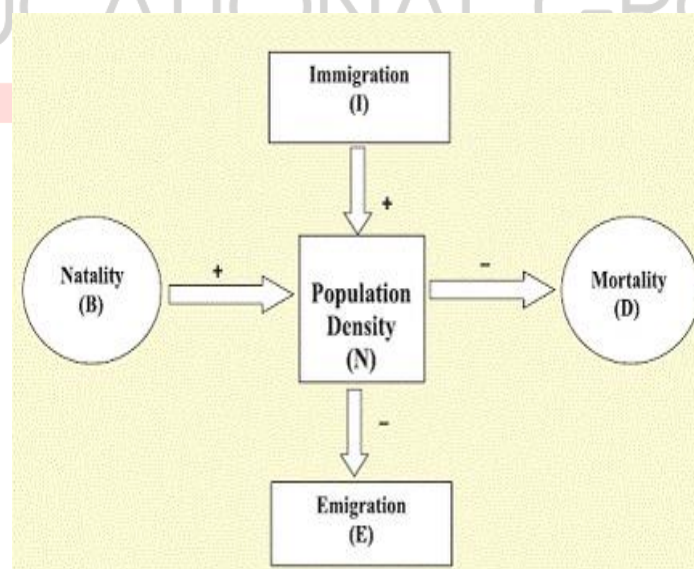 Immigration
(I)
+
Natality
(B)
+
Population
Density
(N)
–
Mortality
(D)
–
Emigration
(E)